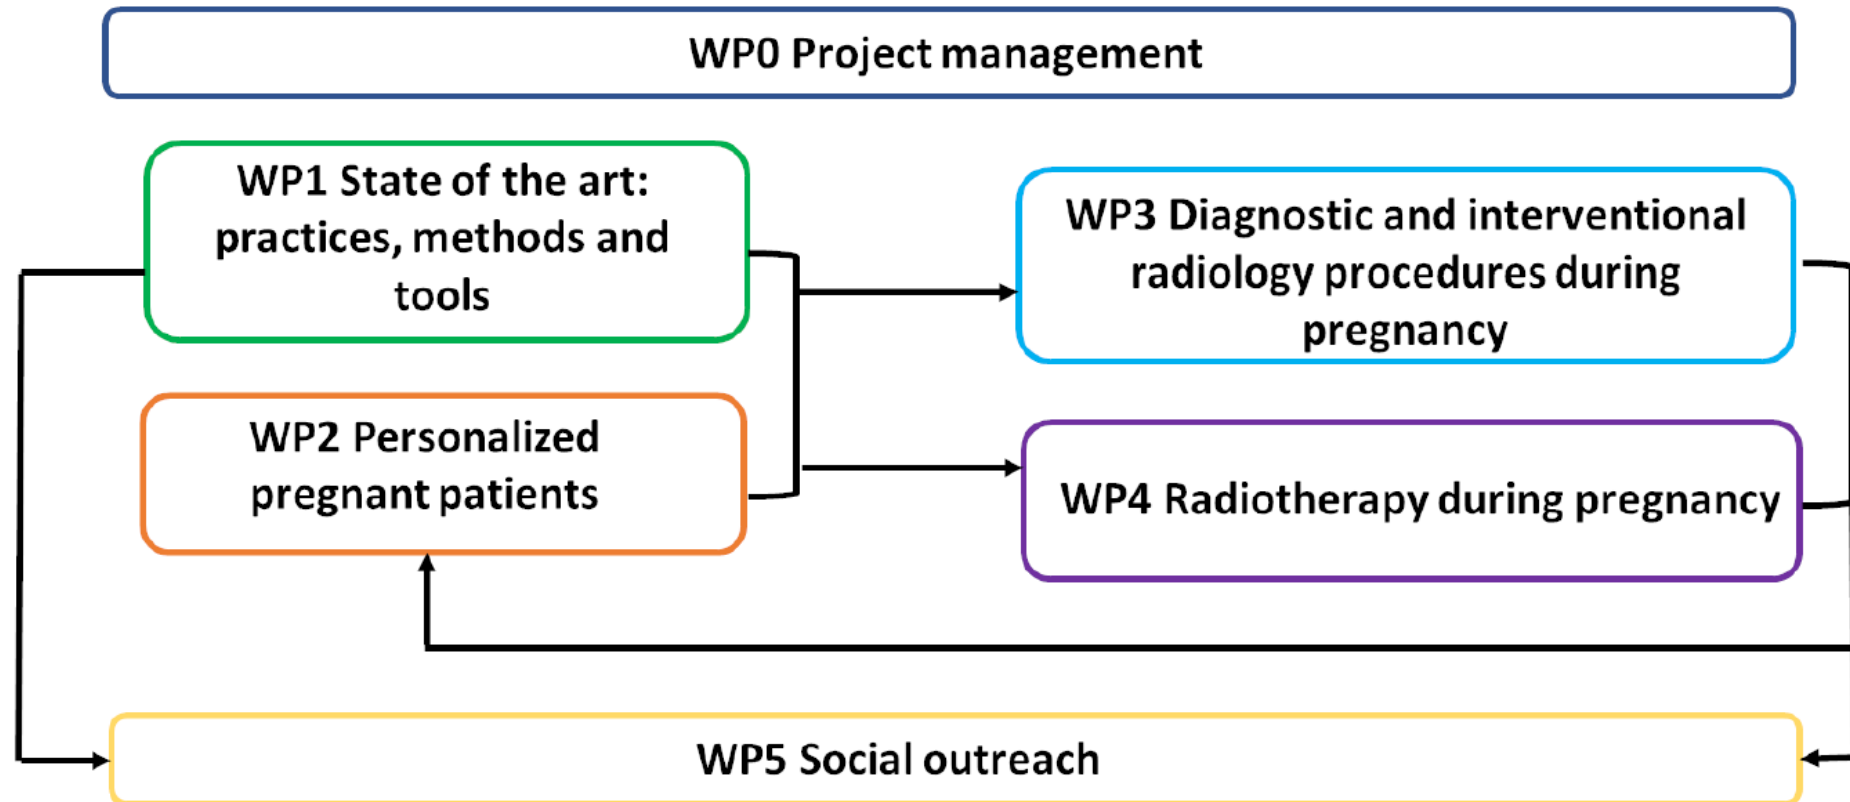 WP0 Project management
WP1 State of the art:
practices, methods and
tools
WP3 Diagnostic and interventional
radiology procedures during
pregnancy
WP2 Personalized
pregnant patients
WP4 Radiotherapy during pregnancy
WP5 Social outreach